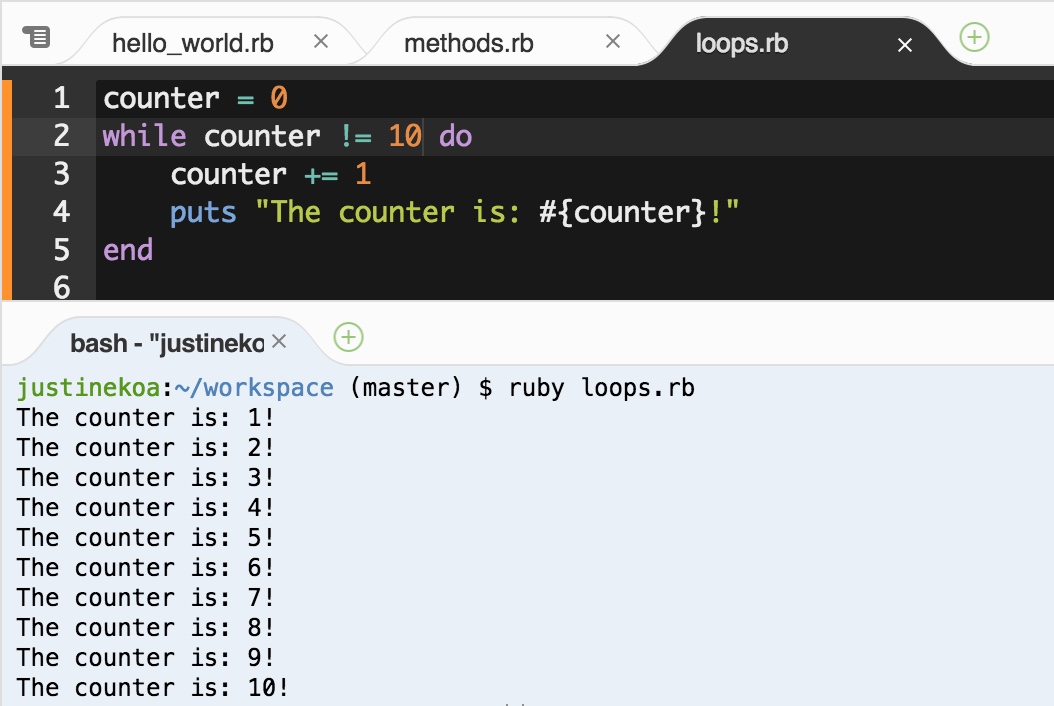 hello_world.rb × methods.rb × loops.rb ×
1 counter = 0
2 while counter != 10 do
3     counter += 1
4     puts "The counter is: #{counter}!"
5 end
6
bash - "justineko ×
justinekoa:~/workspace (master) $ ruby loops.rb
The counter is: 1!
The counter is: 2!
The counter is: 3!
The counter is: 4!
The counter is: 5!
The counter is: 6!
The counter is: 7!
The counter is: 8!
The counter is: 9!
The counter is: 10!